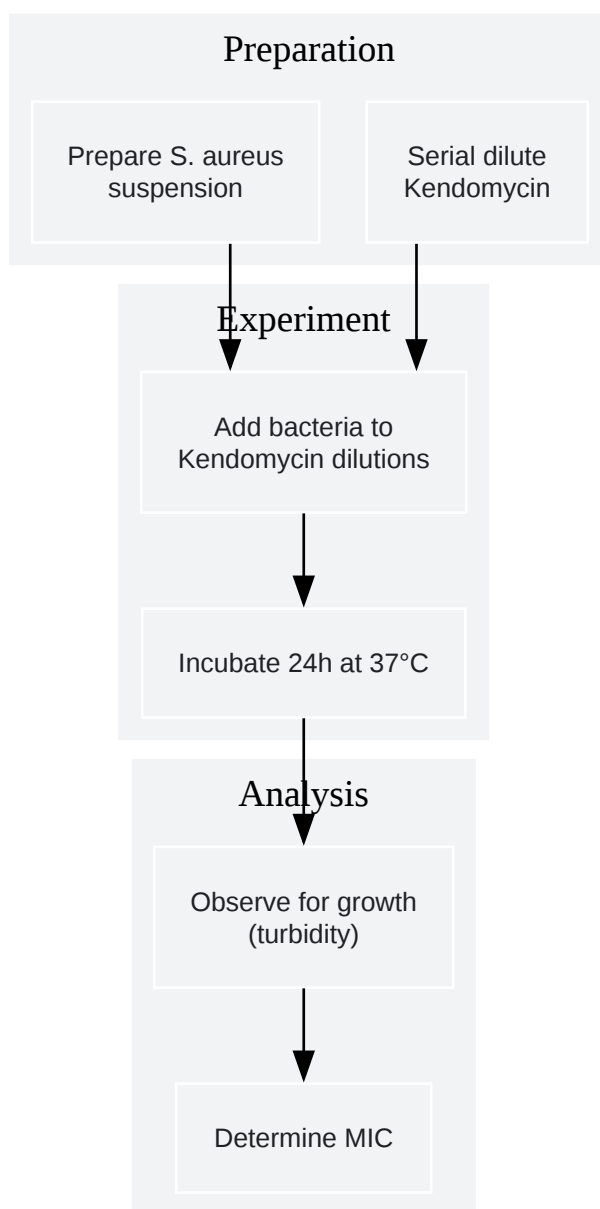 Preparation
Prepare S. aureus
suspension
Serial dilute
Kendomycin
Experiment
Add bacteria to
Kendomycin dilutions
Incubate 24h at 37°C
Analysis
Observe for growth
(turbidity)
Determine MIC